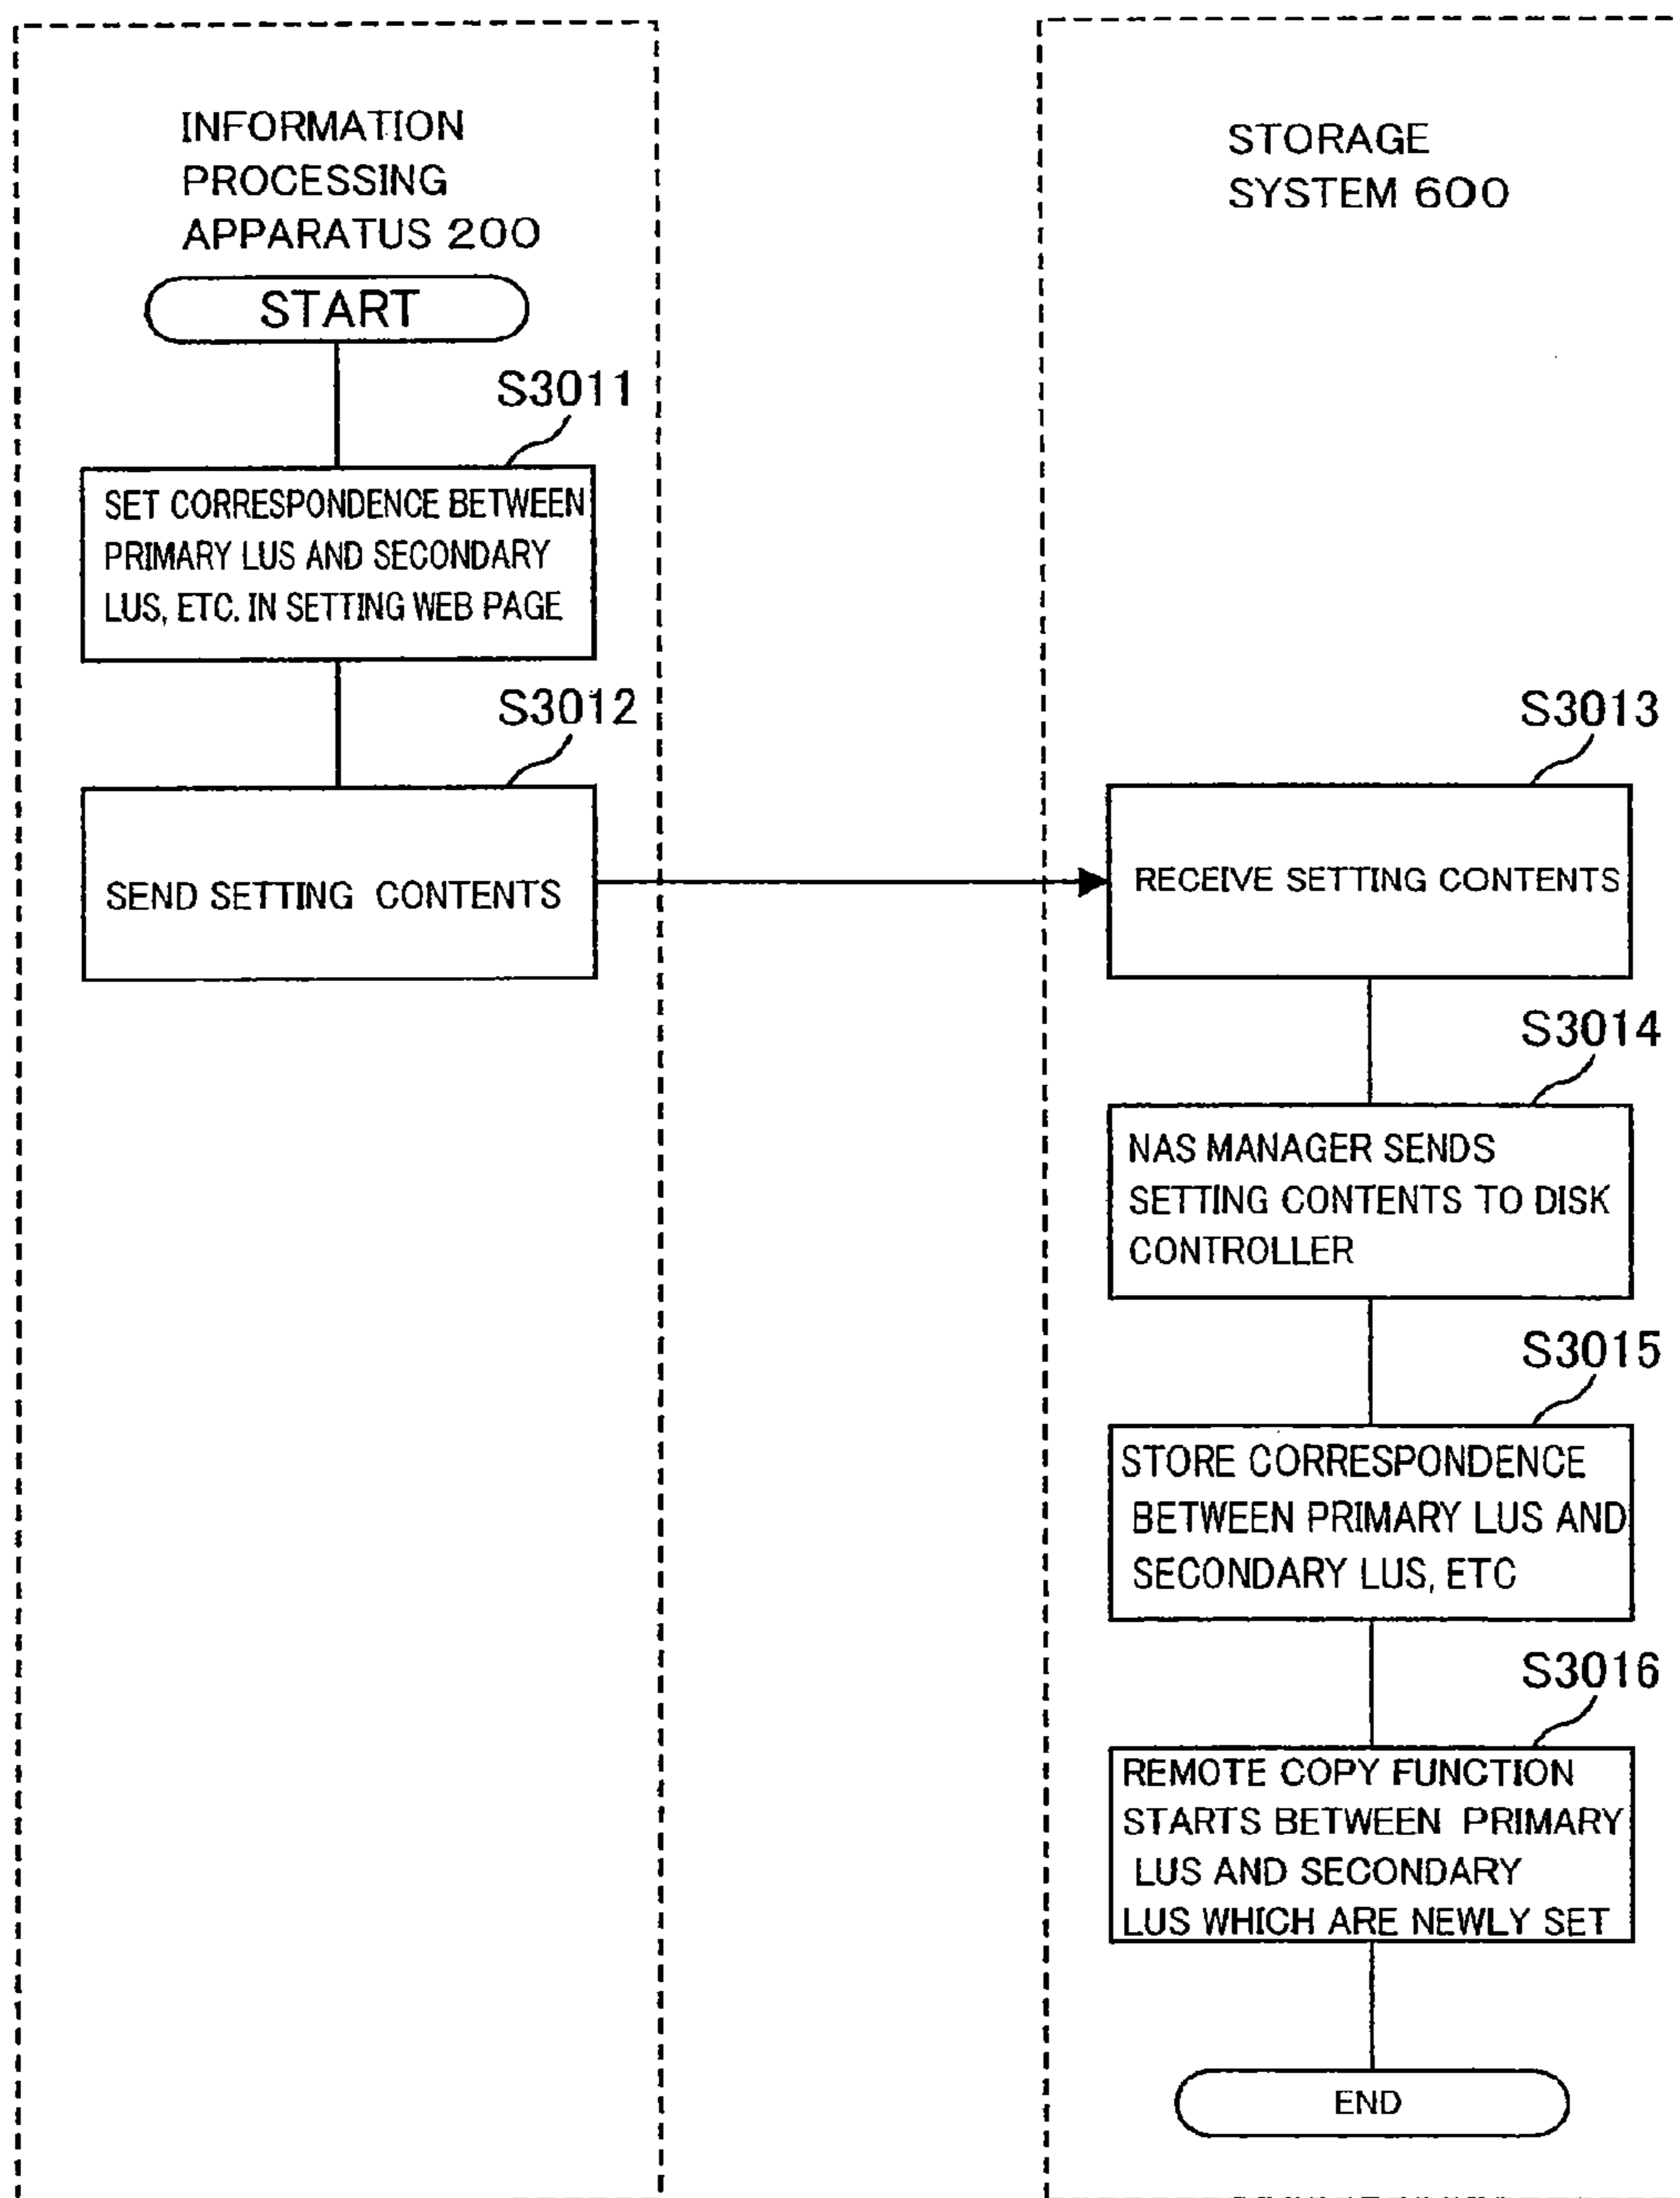 INFORMATION
PROCESSING
APPARATUS 200
START
S3011
SET CORRESPONDENCE BETWEEN
PRIMARY LUS AND SECONDARY
LUS, ETC. IN SETTING WEB PAGE
S3012
SEND SETTING CONTENTS
STORAGE
SYSTEM 600
S3013
RECEIVE SETTING CONTENTS
S3014
NAS MANAGER SENDS
SETTING CONTENTS TO DISK
CONTROLLER
S3015
STORE CORRESPONDENCE
BETWEEN PRIMARY LUS AND
SECONDARY LUS, ETC
S3016
REMOTE COPY FUNCTION
STARTS BETWEEN PRIMARY
LUS AND SECONDARY
LUS WHICH ARE NEWLY SET
END